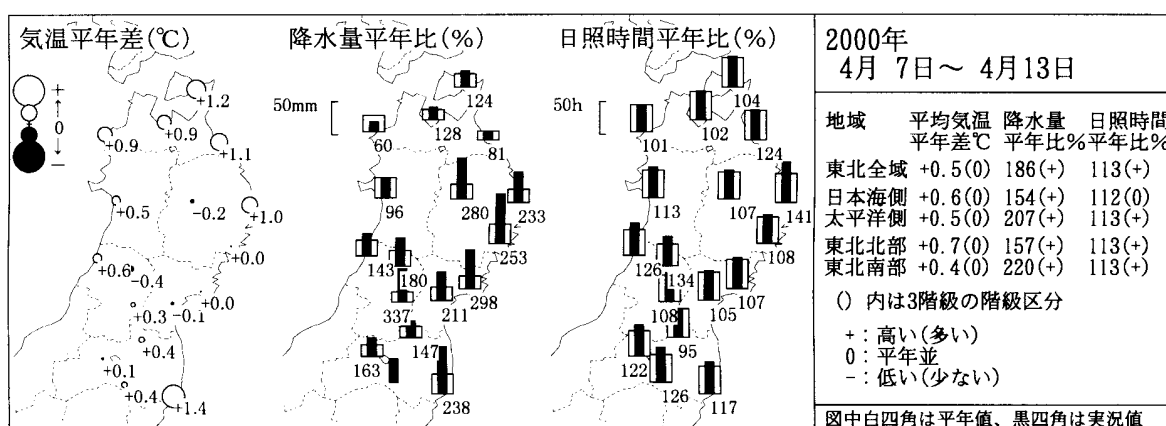 気温平年差(℃)
+
↑
0
↓
−
+1.2
+0.9
+0.9
+1.1
+0.5
-0.2
+1.0
+0.0
+0.6
-0.4
+0.0
+0.3
-0.1
+0.4
+0.1
+0.4
+1.4
降水量平年比(%)
50mm
124
128
60
81
96
280
233
253
143
180
298
337
211
147
163
238
日照時間平年比(%)
50h
104
102
101
124
113
107
141
108
126
134
107
108
105
95
122
126
117
2000年
4月 7日～ 4月13日
地域 平均気温 降水量 日照時間
平年差℃ 平年比% 平年比%
東北全域 +0.5(0) 186(+) 113(+)
日本海側 +0.6(0) 154(+) 112(0)
太平洋側 +0.5(0) 207(+) 113(+)
東北北部 +0.7(0) 157(+) 113(+)
東北南部 +0.4(0) 220(+) 113(+)
() 内は3階級の階級区分
+：高い(多い)
0：平年並
−：低い(少ない)
図中白四角は平年値、黒四角は実況値